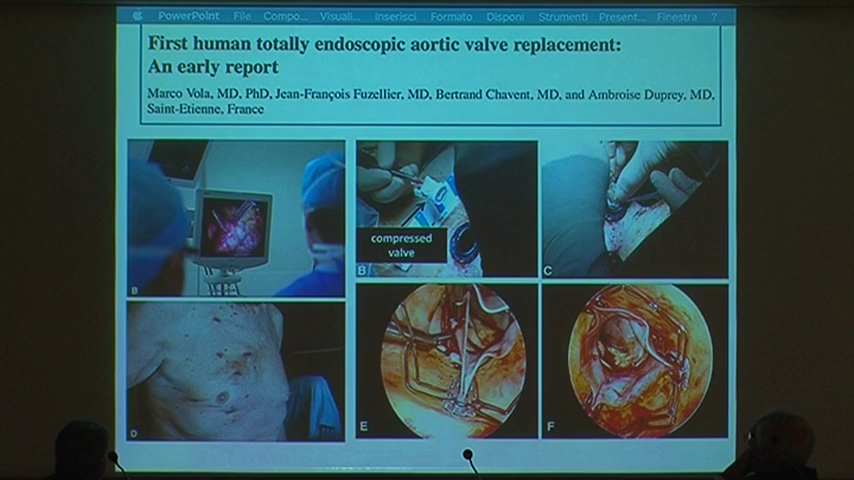 PowerPoint File Compo... Visuali... Inserisci Formato Disponi Strumenti Present... Finestra ?
First human totally endoscopic aortic valve replacement:
An early report
Marco Vola, MD, PhD, Jean-François Fuzellier, MD, Bertrand Chavent, MD, and Ambroise Duprey, MD,
Saint-Etienne, France
compressed
valve
B
B
C
D
E
F